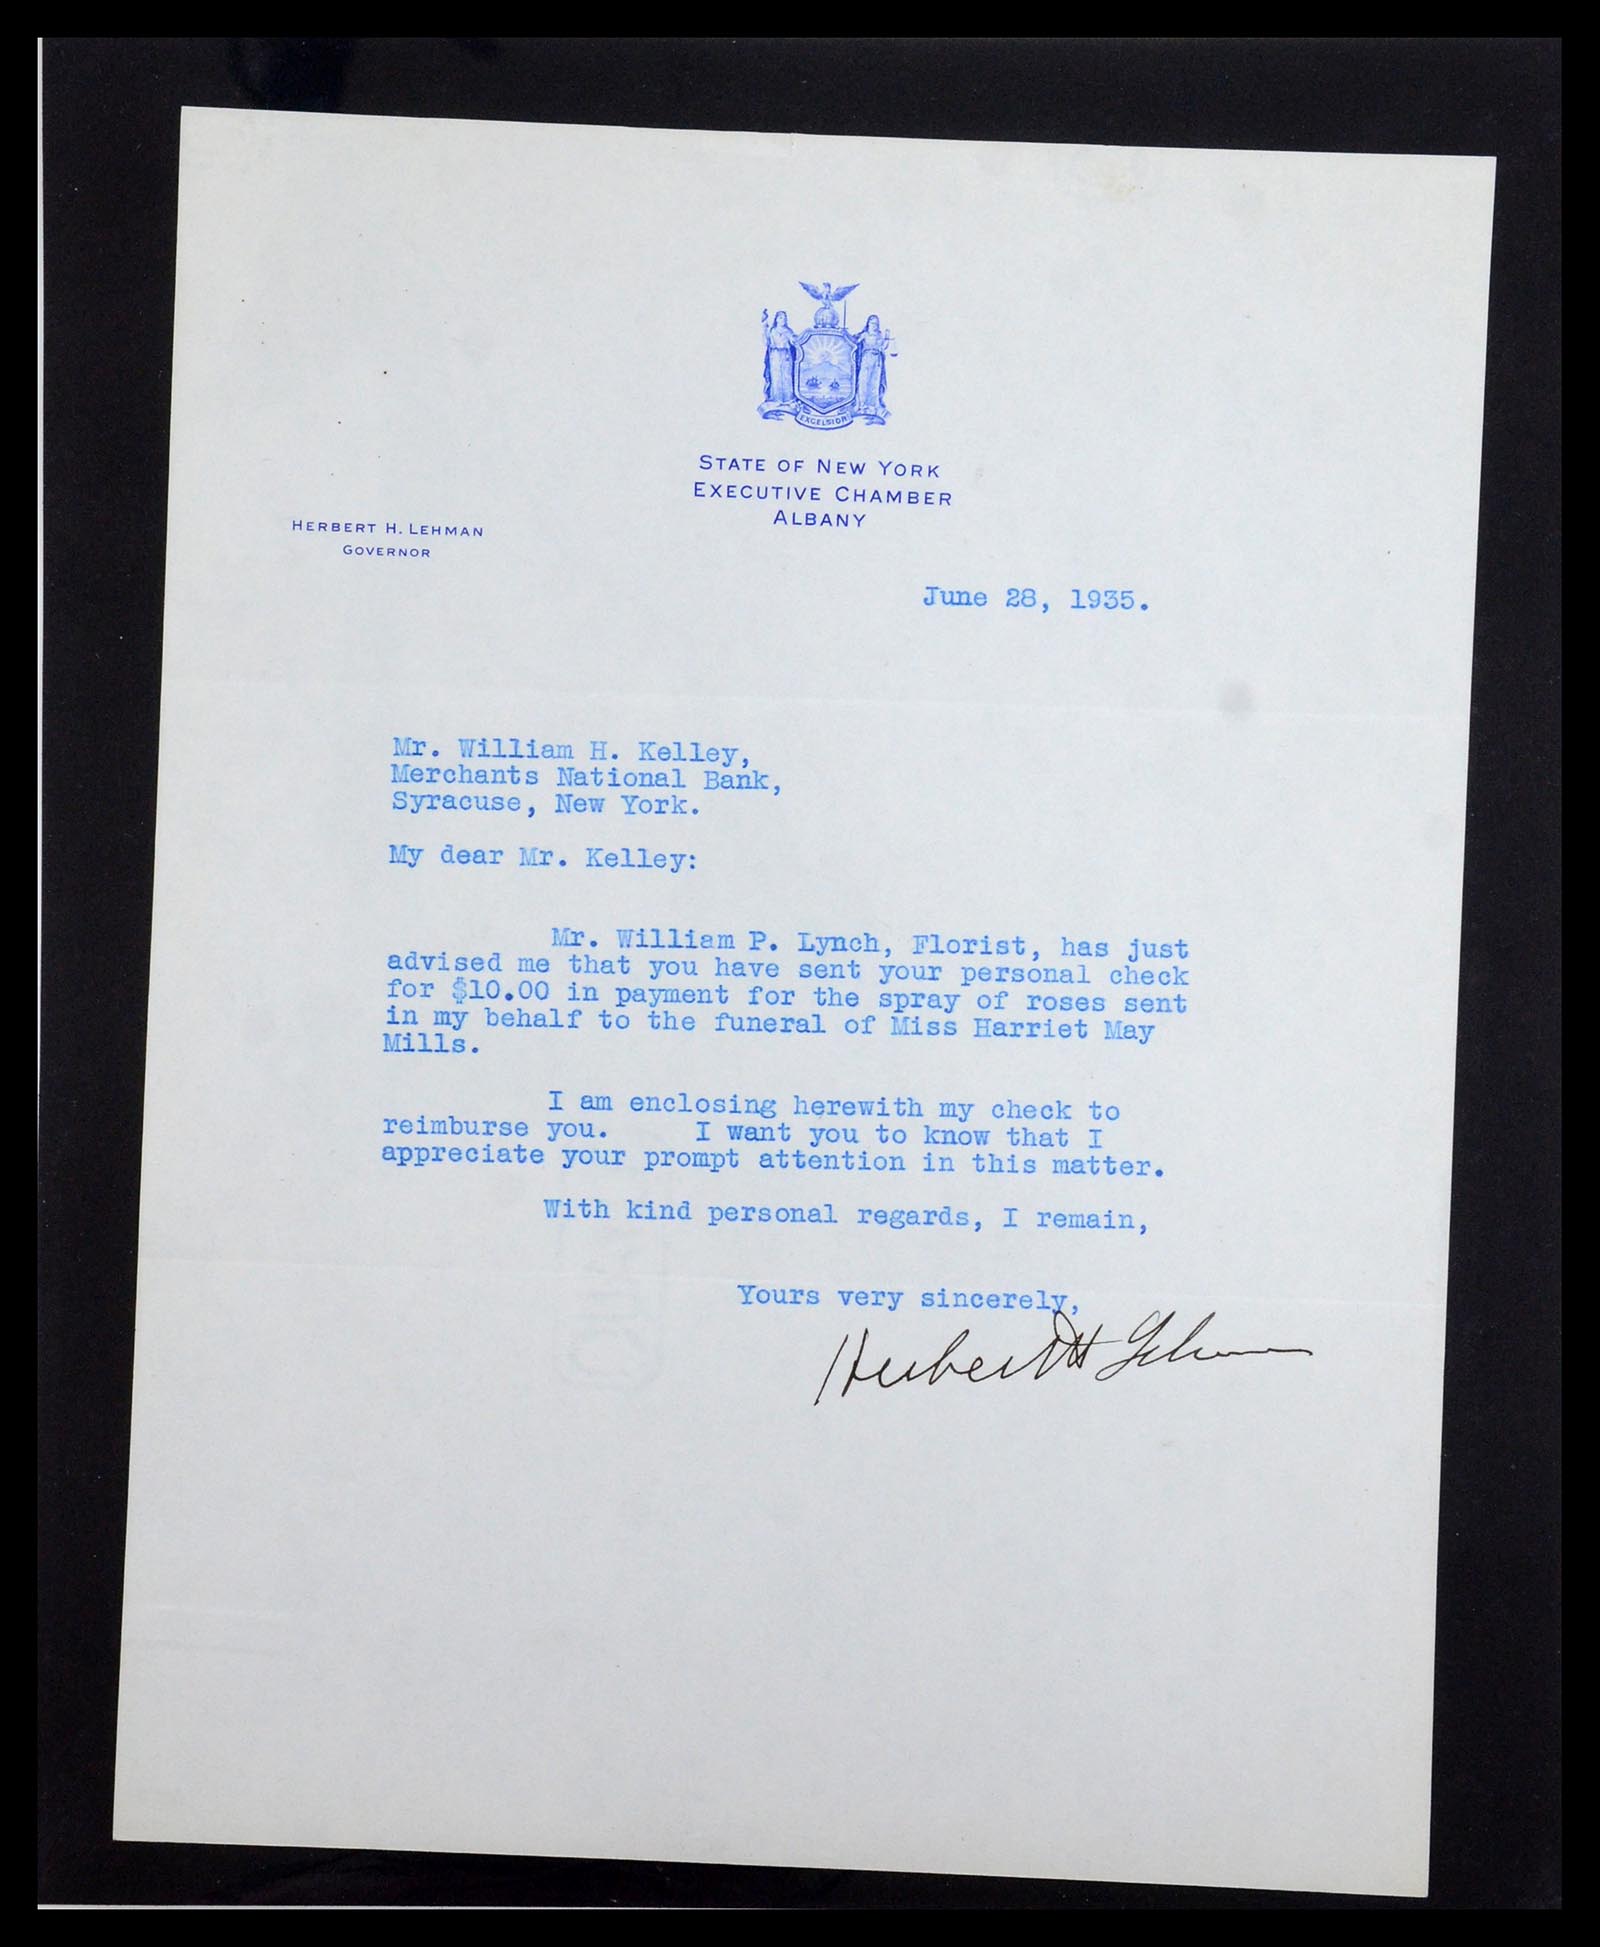 EXCELSIOR
STATE OF NEW YORK
EXECUTIVE CHAMBER
ALBANY
HERBERT H. LEHMAN
GOVERNOR
June 28, 1935.
Mr. William H. Kelley,
Merchants National Bank,
Syracuse, New York.
My dear Mr. Kelley:
Mr. William P. Lynch, Florist, has just
advised me that you have sent your personal check
for $10.00 in payment for the spray of roses sent
in my behalf to the funeral of Miss Harriet May
Mills.
I am enclosing herewith my check to
reimburse you. I want you to know that I
appreciate your prompt attention in this matter.
With kind personal regards, I remain,
Yours very sincerely,
Herbert H Lehman